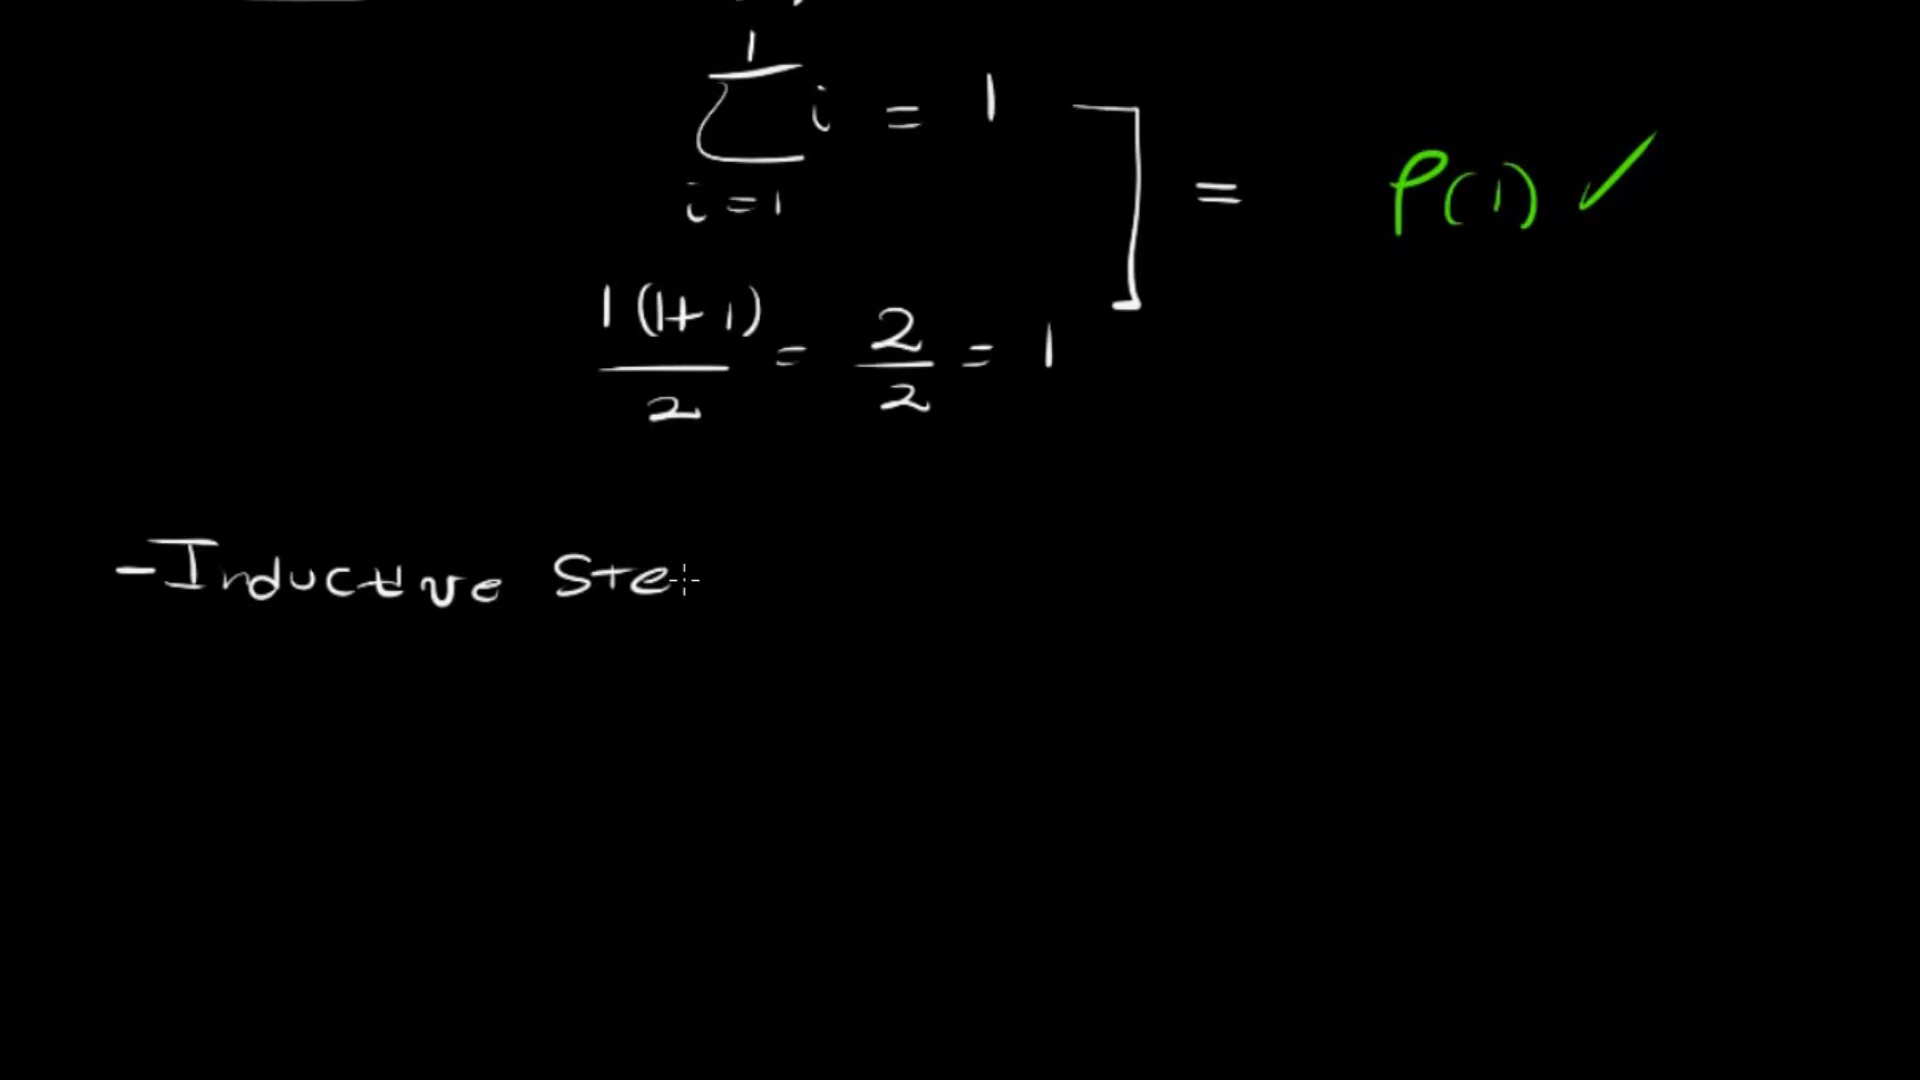 1
∑ i = 1
i = 1
= P(1) ✓
1(1+1) = 2 = 1
2 2
- Inductive Ste